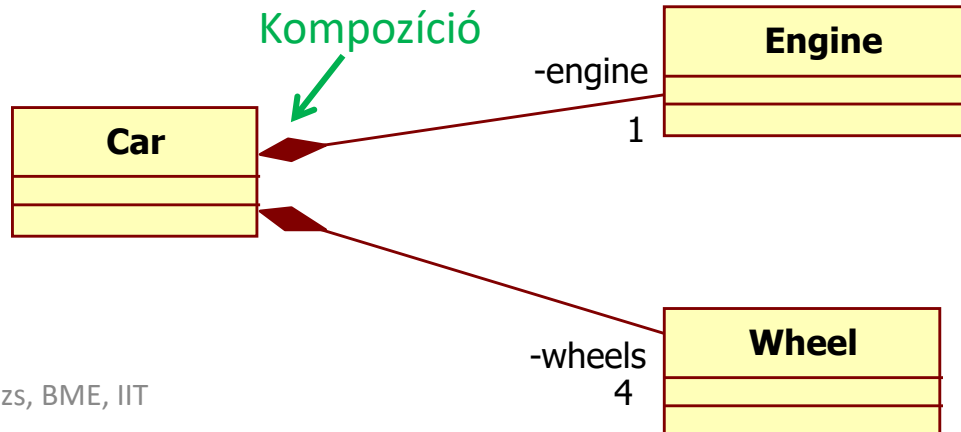 Kompozíció
Engine
-engine
1
Car
Wheel
-wheels
4
zs, BME, IIT